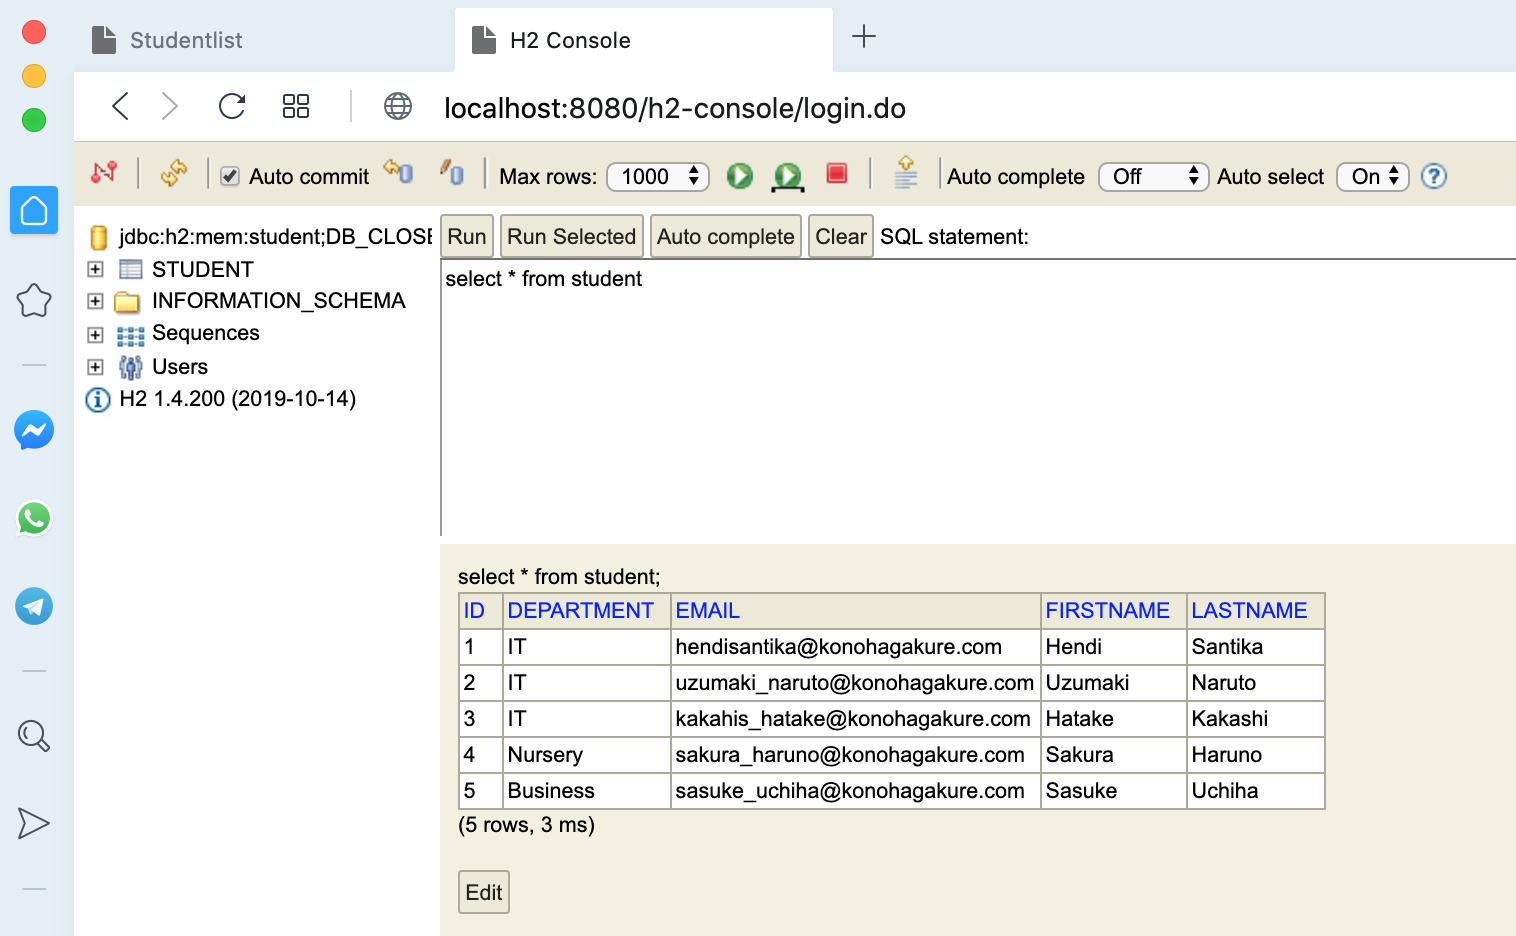 Studentlist
H2 Console
localhost:8080/h2-console/login.do
Auto commit Max rows: 1000 Auto complete Off Auto select On ?
jdbc:h2:mem:student;DB_CLOSE
STUDENT
INFORMATION_SCHEMA
Sequences
Users
H2 1.4.200 (2019-10-14)
Run Run Selected Auto complete Clear SQL statement:
select * from student
select * from student;
ID DEPARTMENT EMAIL FIRSTNAME LASTNAME
1 IT hendisantika@konohagakure.com Hendi Santika
2 IT uzumaki_naruto@konohagakure.com Uzumaki Naruto
3 IT kakahis_hatake@konohagakure.com Hatake Kakashi
4 Nursery sakura_haruno@konohagakure.com Sakura Haruno
5 Business sasuke_uchiha@konohagakure.com Sasuke Uchiha
(5 rows, 3 ms)
Edit